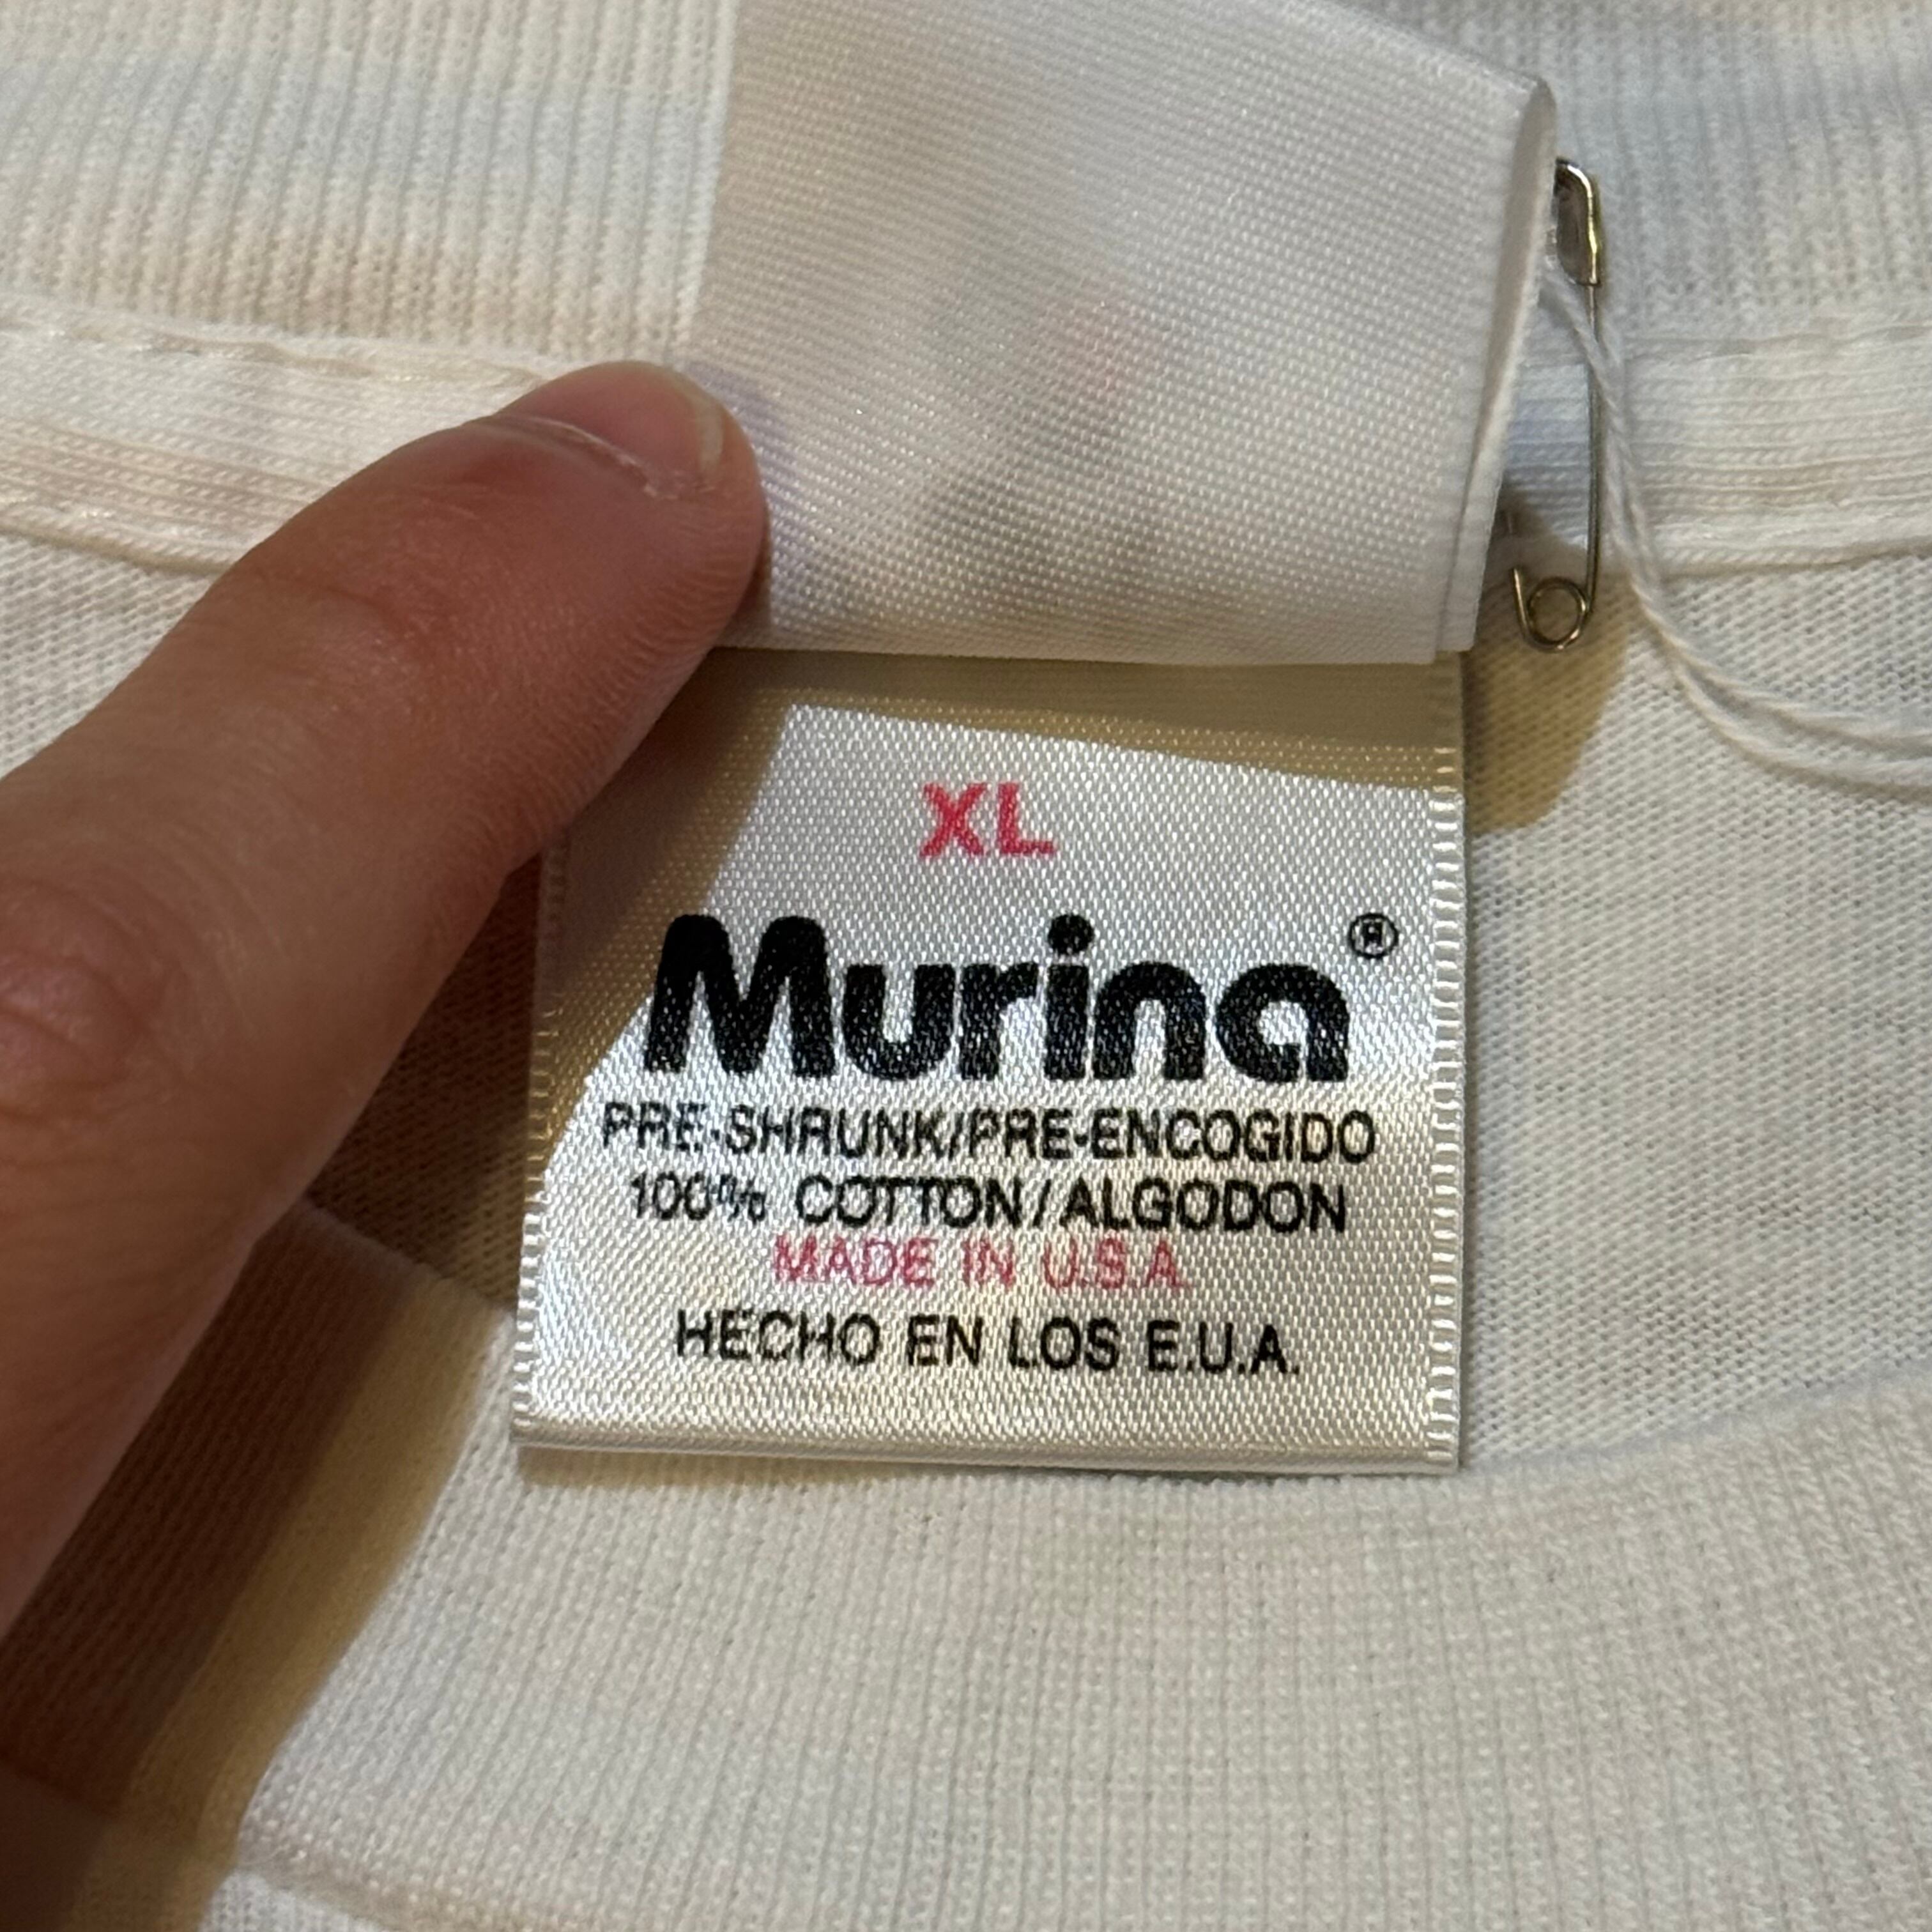 XL
Murina®
PRE-SHRUNK/PRE-ENCOGIDO
100% COTTON/ALGODON
MADE IN U.S.A.
HECHO EN LOS E.U.A.